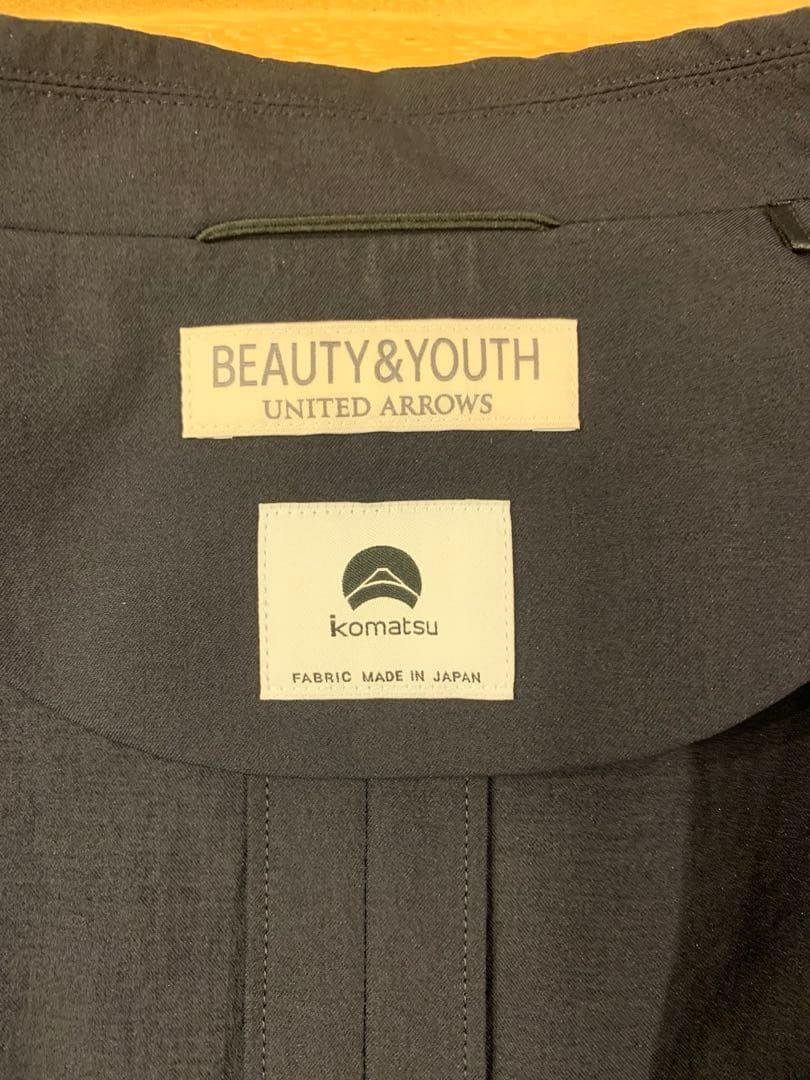 BEAUTY&YOUTH
UNITED ARROWS
komatsu
FABRIC MADE IN JAPAN